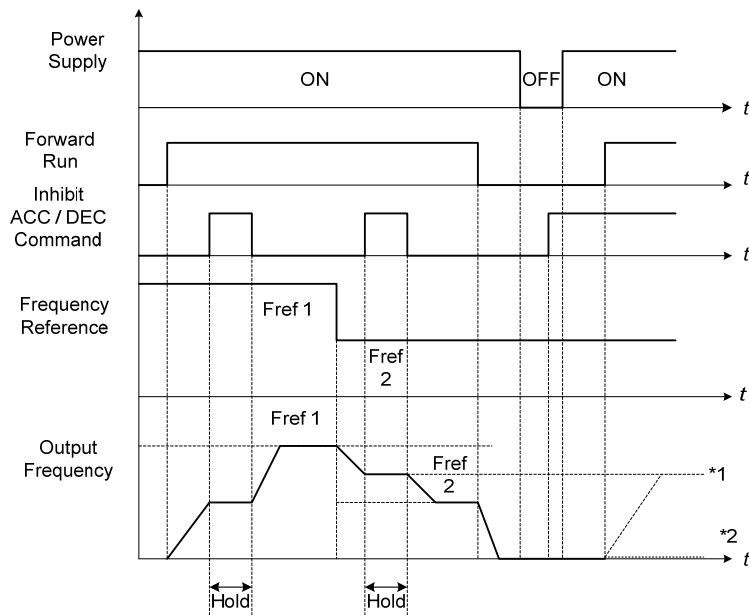 Power
Supply
ON
OFF
ON
t
Forward
Run
t
Inhibit
ACC / DEC
Command
t
Frequency
Reference
Fref 1
Fref
2
t
Output
Frequency
Fref 1
Fref
2
*1
*2
t
Hold
Hold